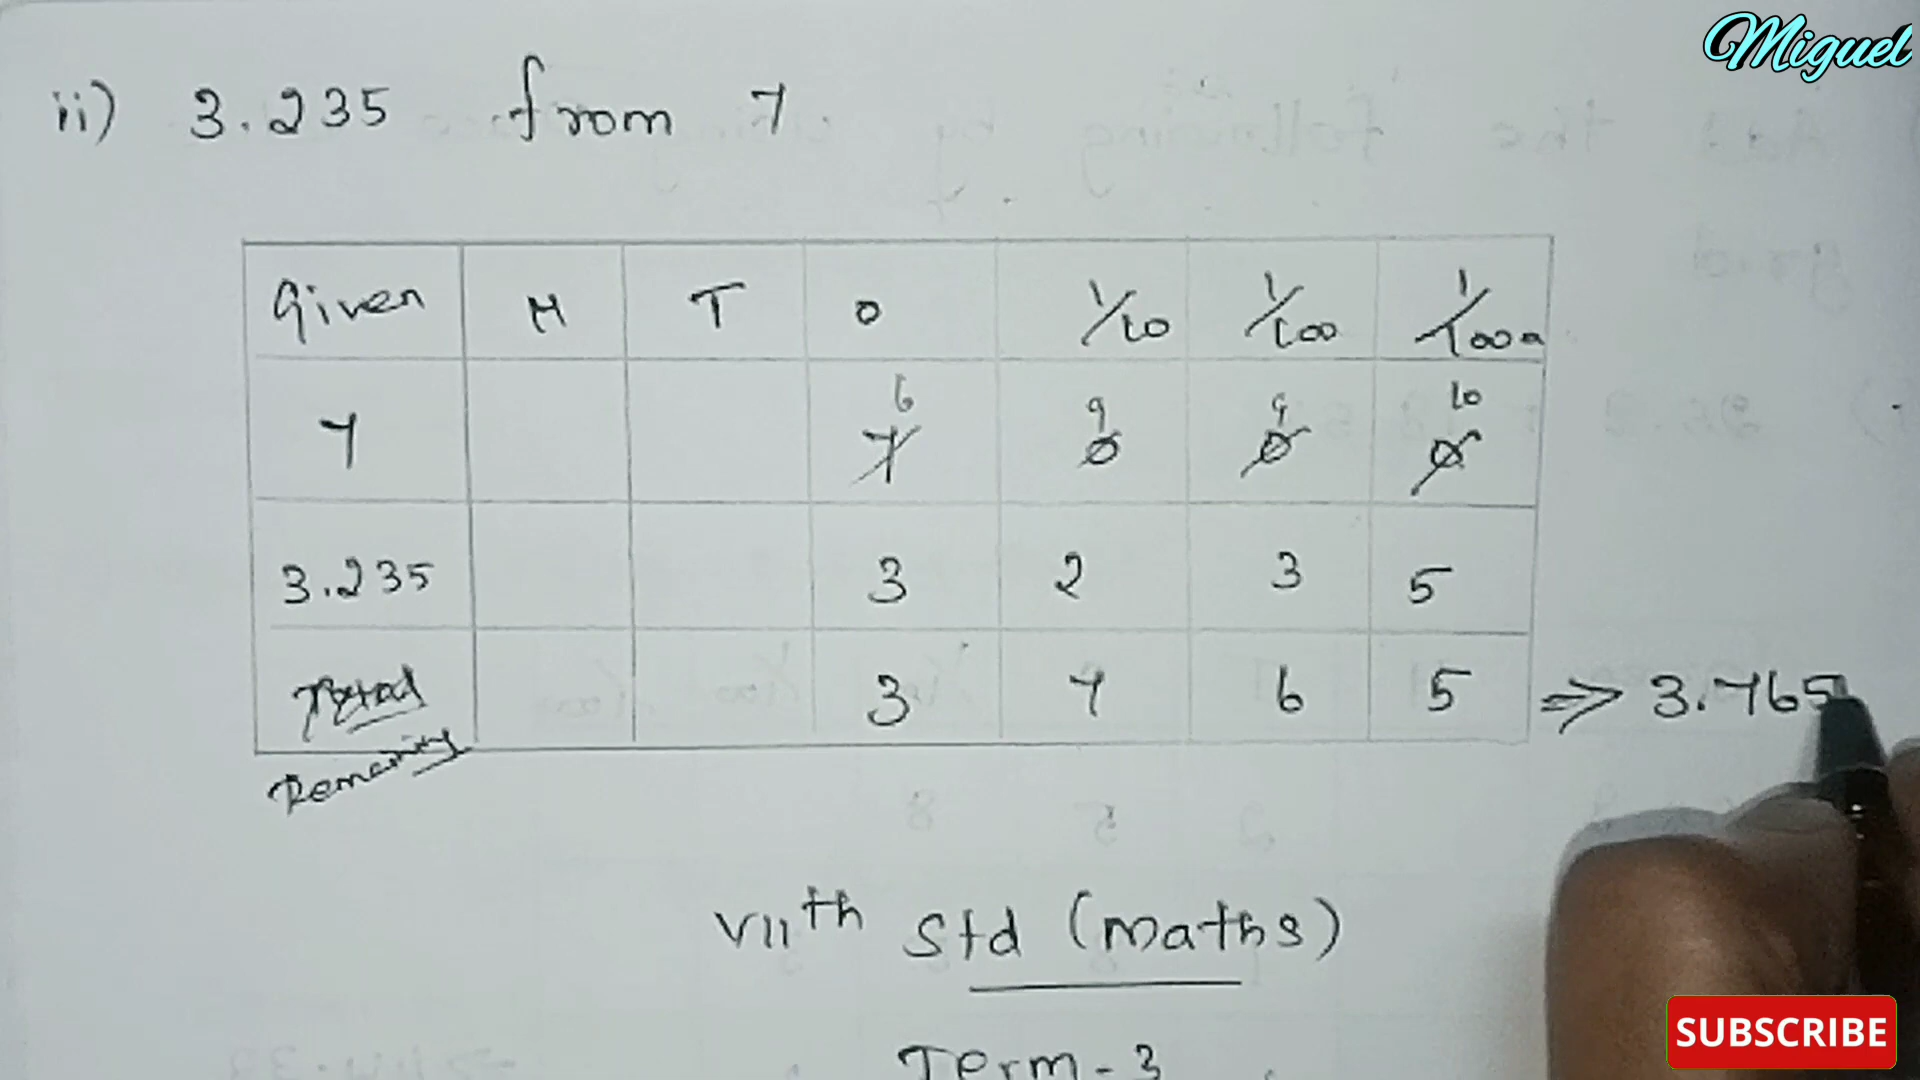 Miguel
ii) 3.235 from 7
Given H T O 1/10 1/100 1/1000
6 9 9 10
7 7 0 0 0
3.235 3 2 3 5
Total 3 7 6 5 => 3.765
Remaining
VIIth Std (Maths)
Term-3
SUBSCRIBE